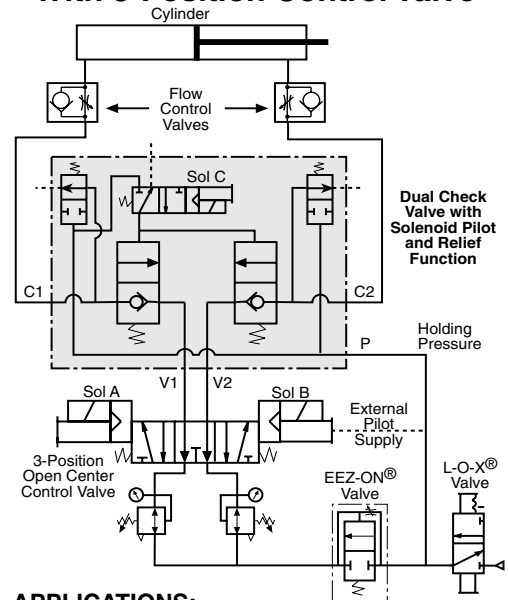 with 3-Position Control Valve
Cylinder
Flow
Control
Valves
Sol C
Dual Check
Valve with
Solenoid Pilot
and Relief
Function
C1
C2
P
Holding
Pressure
V1
V2
Sol A
Sol B
External
Pilot
Supply
3-Position
Open Center
Control Valve
EEZ-ON®
Valve
L-O-X®
Valve
APPLICATIONS: